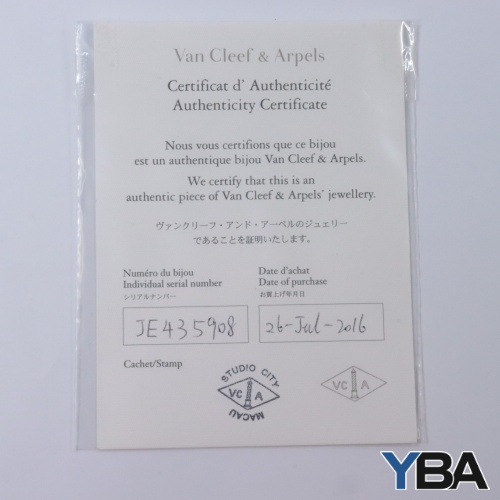 Van Cleef & Arpels
Certificat d' Authenticité
Authenticity Certificate
Nous vous certifions que ce bijou
est un authentique bijou Van Cleef & Arpels.
We certify that this is an
authentic piece of Van Cleef & Arpels' jewellery.
ヴァンクリーフ・アンド・アーペルのジュエリー
であることを証明いたします。
Numéro du bijou
Individual serial number
シリアルナンバー
JE435908
Date d'achat
Date of purchase
お買上げ年月日
26-Jul-2016
Cachet/Stamp
STUDIO CITY
VC A
MACAU
VC A
YBA